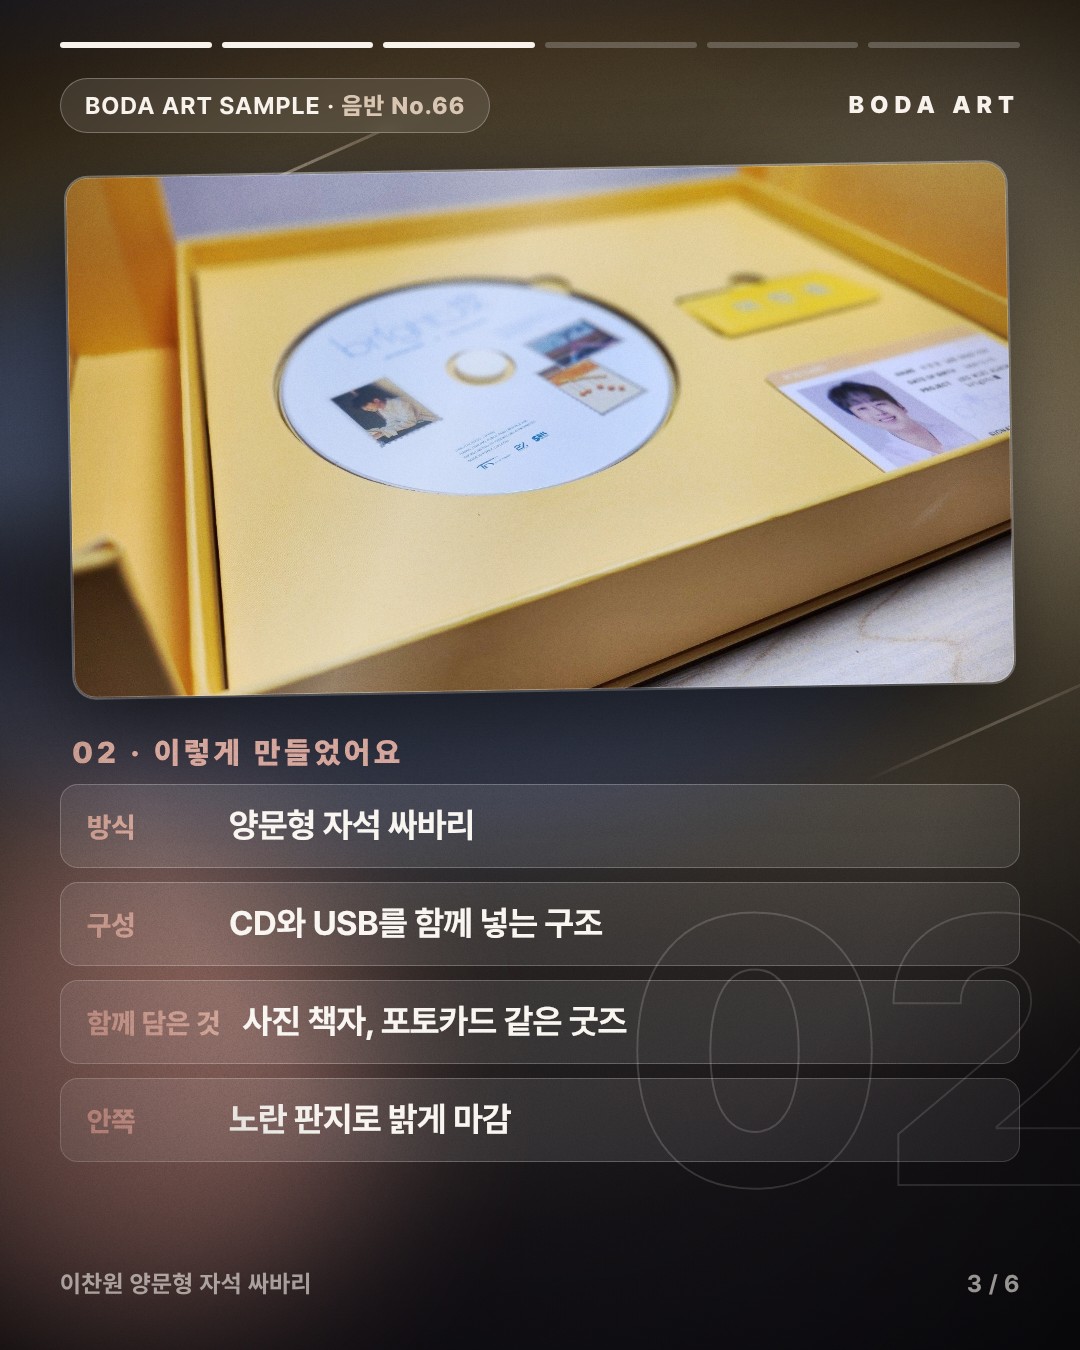 BODA ART SAMPLE · 음반 No.66
BODA ART
bright;燦
02 · 이렇게 만들었어요
방식 양문형 자석 싸바리
구성 CD와 USB를 함께 넣는 구조
함께 담은 것 사진 책자, 포토카드 같은 굿즈
안쪽 노란 판지로 밝게 마감
02
이찬원 양문형 자석 싸바리
3 / 6